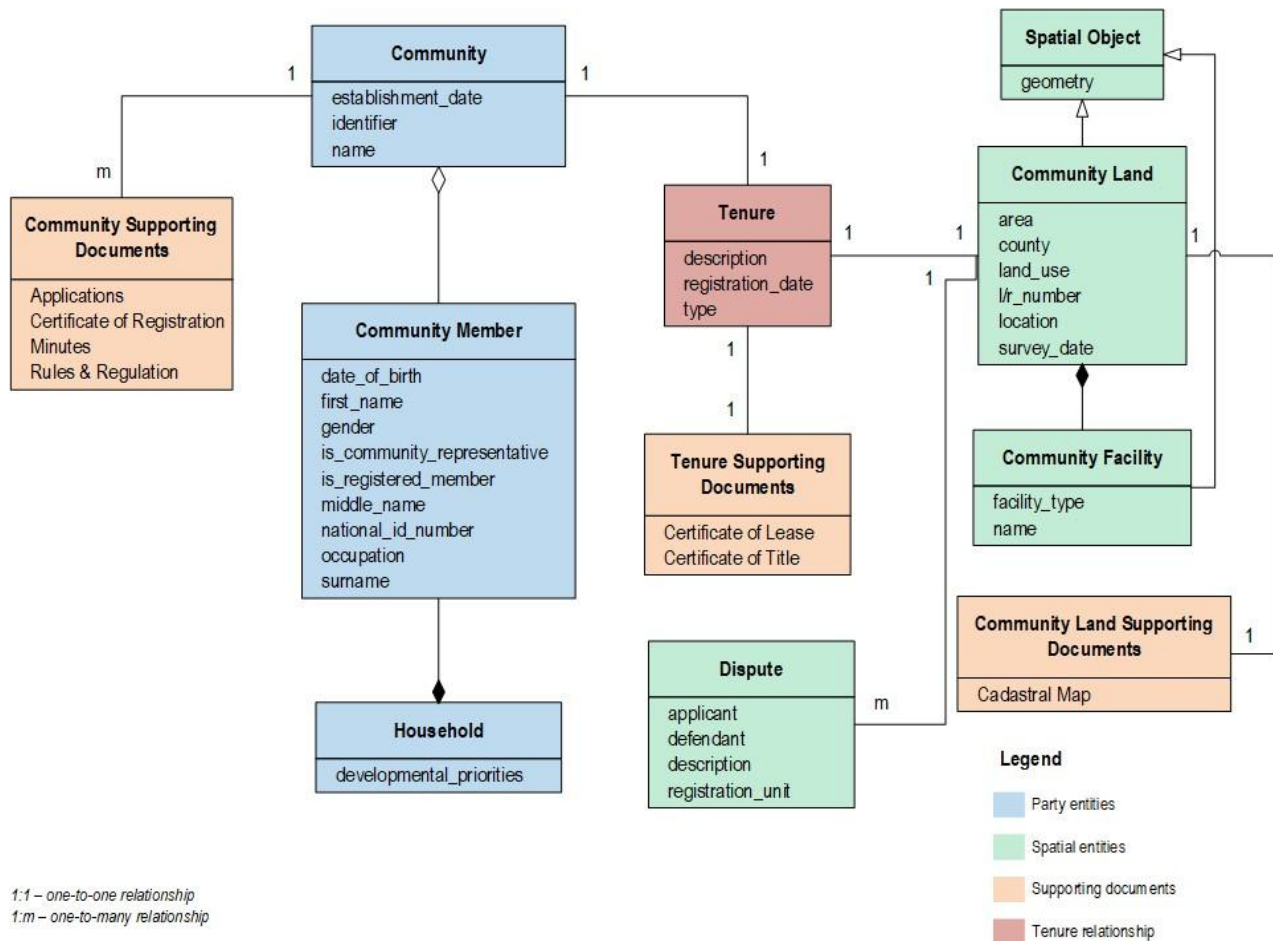 Community
establishment_date
identifier
name
1
1
m
1
Community Supporting
Documents
Applications
Certificate of Registration
Minutes
Rules & Regulation
Community Member
date_of_birth
first_name
gender
is_community_representative
is_registered_member
middle_name
national_id_number
occupation
surname
Household
developmental_priorities
Tenure
description
registration_date
type
1
1
1
1
1
1
Tenure Supporting
Documents
Certificate of Lease
Certificate of Title
Dispute
applicant
defendant
description
registration_unit
m
Spatial Object
geometry
Community Land
area
county
land_use
l/r_number
location
survey_date
Community Facility
facility_type
name
Community Land Supporting
Documents
Cadastral Map
1
Legend
Party entities
Spatial entities
Supporting documents
Tenure relationship
1:1 – one-to-one relationship
1:m – one-to-many relationship